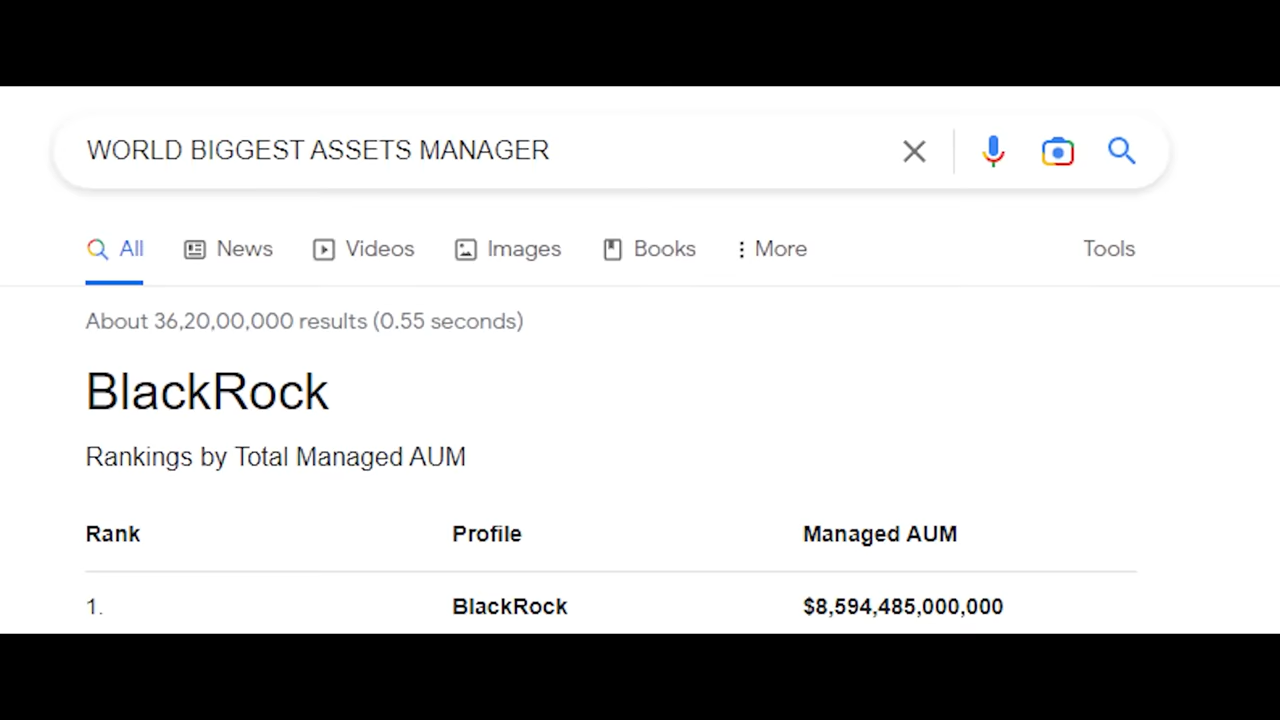 WORLD BIGGEST ASSETS MANAGER
All News Videos Images Books More Tools
About 36,20,00,000 results (0.55 seconds)
BlackRock
Rankings by Total Managed AUM
Rank Profile Managed AUM
1. BlackRock $8,594,485,000,000